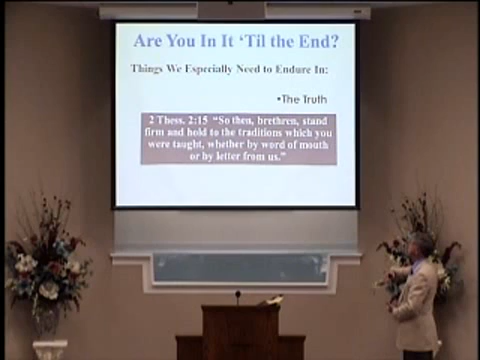 Are You In It ‘Til the End?
Things We Especially Need to Endure In:
•The Truth
2 Thess. 2:15 “So then, brethren, stand
firm and hold to the traditions which you
were taught, whether by word of mouth
or by letter from us.”